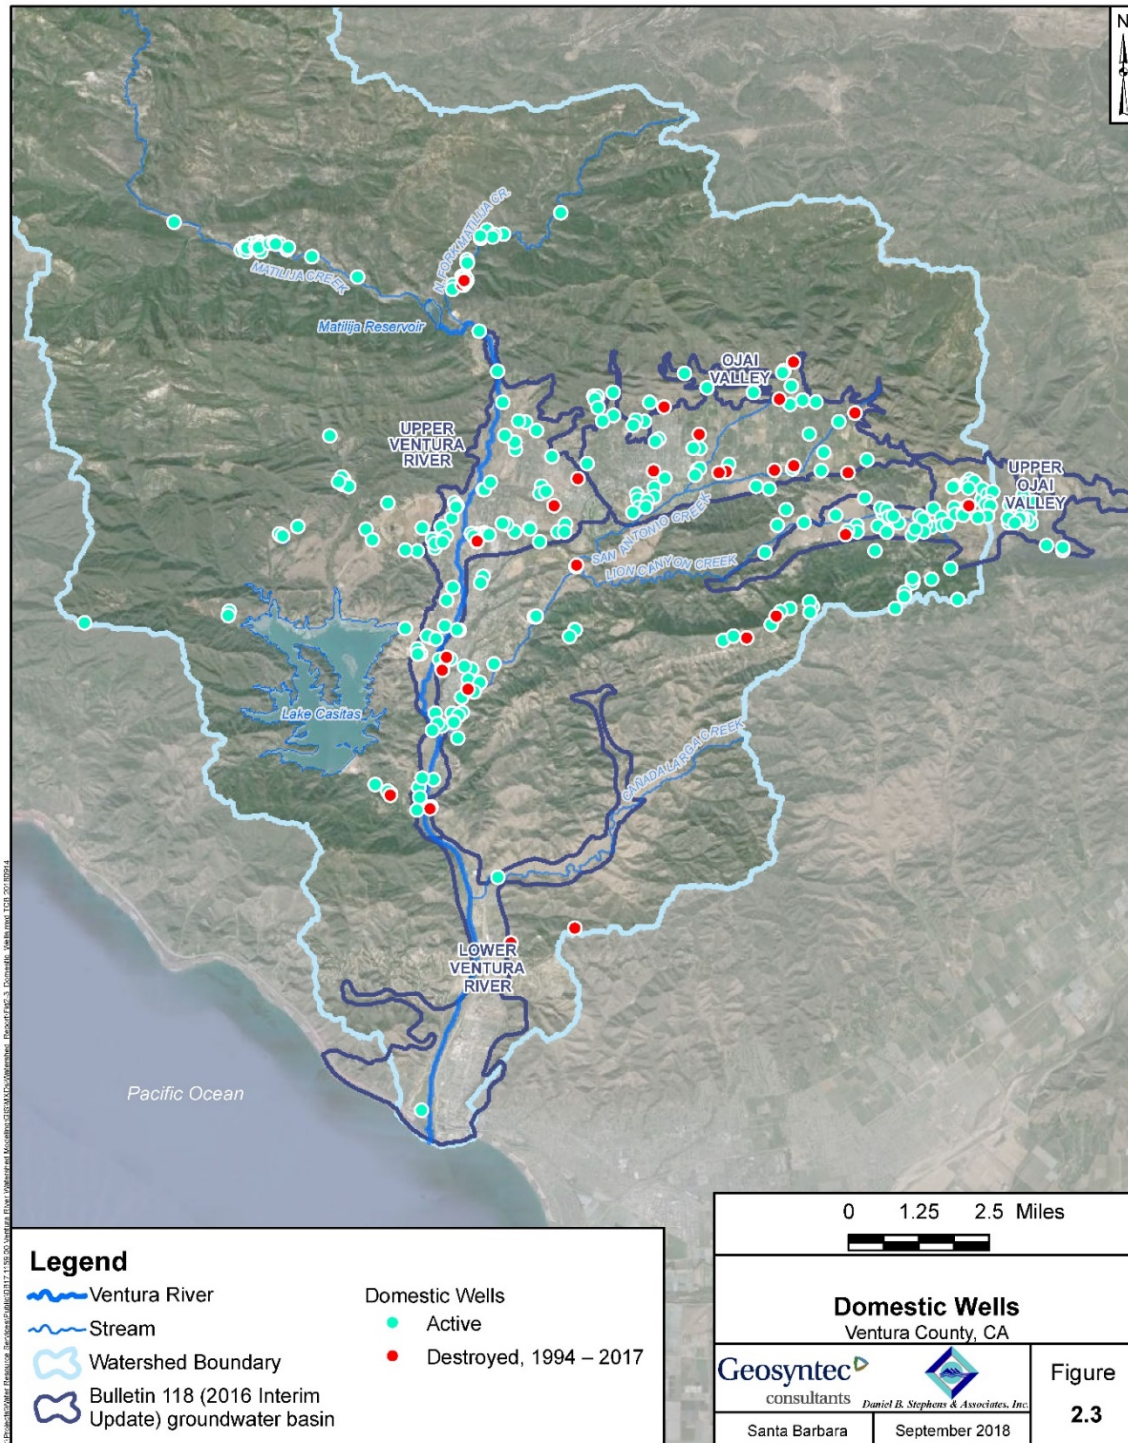 N
N. FORK MATILIJA CR.
MATILIJA CREEK
Matilija Reservoir
OJAI
VALLEY
UPPER
VENTURA
RIVER
UPPER
OJAI
VALLEY
SAN ANTONIO CREEK
LION CANYON CREEK
Lake Casitas
CAÑADA LARGA CREEK
LOWER
VENTURA
RIVER
Pacific Ocean
0 1.25 2.5 Miles
Legend
Ventura River
Stream
Watershed Boundary
Bulletin 118 (2016 Interim
Update) groundwater basin
Domestic Wells
Active
Destroyed, 1994 – 2017
Domestic Wells
Ventura County, CA
Geosyntec
consultants
Daniel B. Stephens & Associates, Inc.
Figure
2.3
Santa Barbara
September 2018